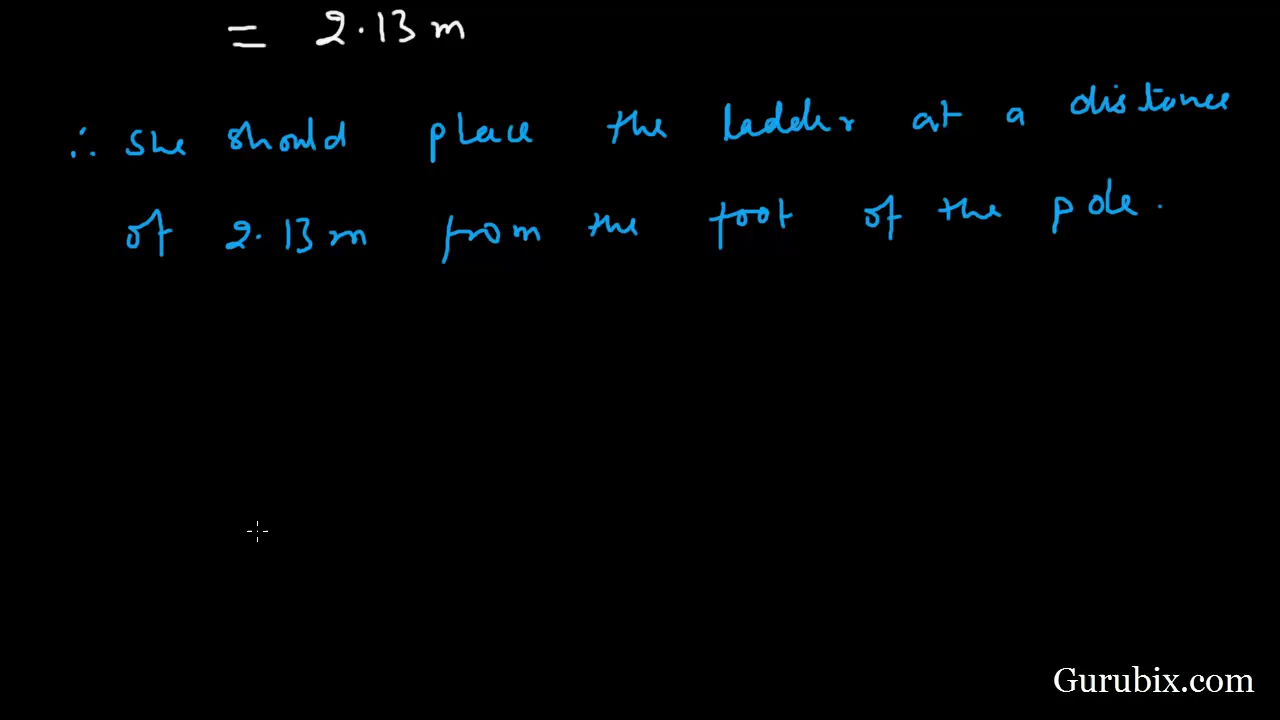 = 2.13 m
∴ She should place the ladder at a distance
of 2.13 m from the foot of the pole.
Gurubix.com